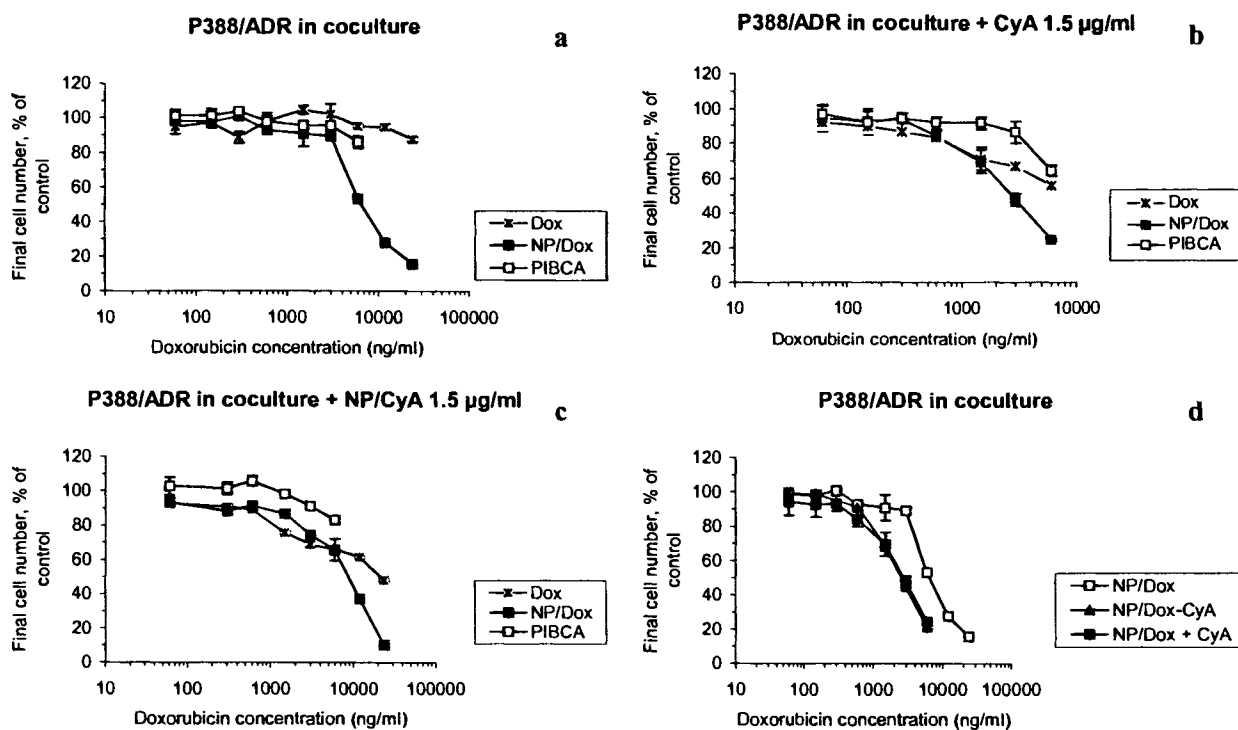 P388/ADR in coculture
a
Final cell number, % of
control
120
100
80
60
40
20
0
10
100
1000
10000
100000
Doxorubicin concentration (ng/ml)
Dox
NP/Dox
PIBCA
P388/ADR in coculture + CyA 1.5 µg/ml
b
Final cell number, % of
control
120
100
80
60
40
20
0
10
100
1000
10000
Doxorubicin concentration (ng/ml)
Dox
NP/Dox
PIBCA
P388/ADR in coculture + NP/CyA 1.5 µg/ml
c
Final cell number, % of
control
120
100
80
60
40
20
0
10
100
1000
10000
100000
Doxorubicin concentration (ng/ml)
Dox
NP/Dox
PIBCA
P388/ADR in coculture
d
Final cell number, % of
control
120
100
80
60
40
20
0
10
100
1000
10000
100000
Doxorubicin concentration (ng/ml)
NP/Dox
NP/Dox-CyA
NP/Dox + CyA